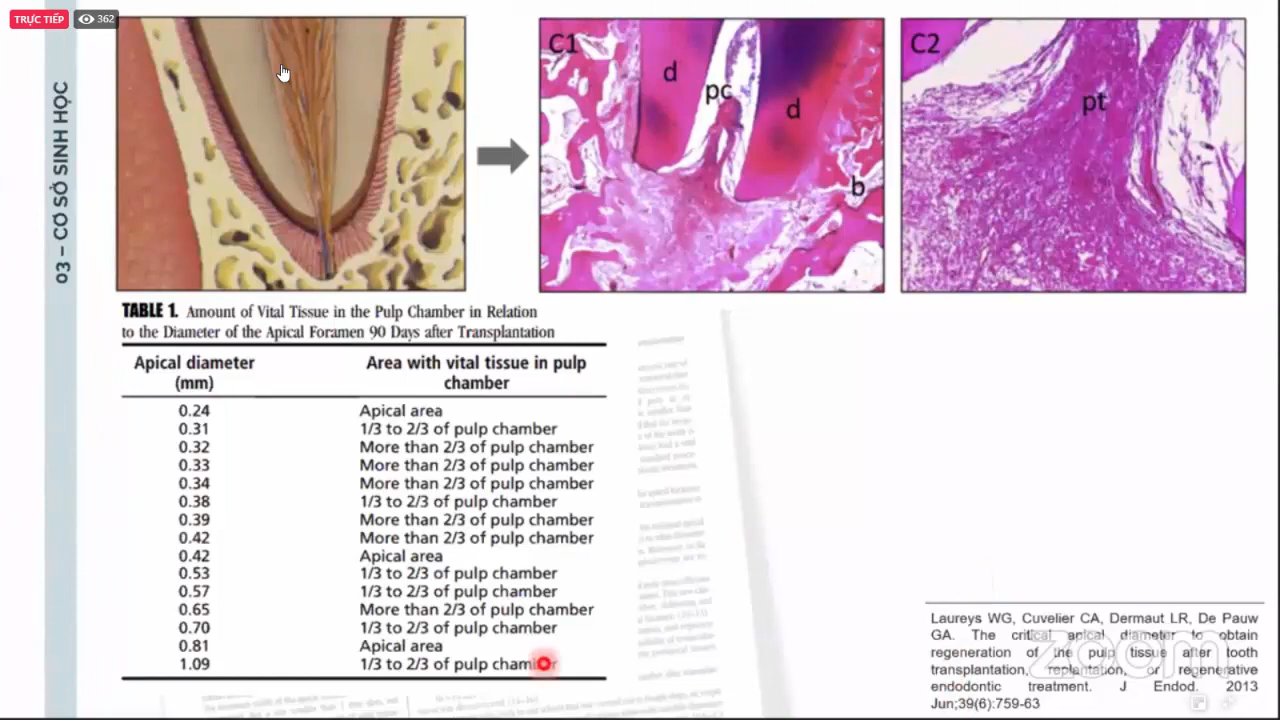 TRỰC TIẾP
362
03 – CƠ SỞ SINH HỌC
C1
d
pc
d
b
C2
pt
TABLE 1. Amount of Vital Tissue in the Pulp Chamber in Relation
to the Diameter of the Apical Foramen 90 Days after Transplantation
Apical diameter (mm)
Area with vital tissue in pulp chamber
0.24 Apical area
0.31 1/3 to 2/3 of pulp chamber
0.32 More than 2/3 of pulp chamber
0.33 More than 2/3 of pulp chamber
0.34 More than 2/3 of pulp chamber
0.38 1/3 to 2/3 of pulp chamber
0.39 More than 2/3 of pulp chamber
0.42 More than 2/3 of pulp chamber
0.42 Apical area
0.53 1/3 to 2/3 of pulp chamber
0.57 1/3 to 2/3 of pulp chamber
0.65 More than 2/3 of pulp chamber
0.70 1/3 to 2/3 of pulp chamber
0.81 Apical area
1.09 1/3 to 2/3 of pulp chamber
Laureys WG, Cuvelier CA, Dermaut LR, De Pauw
GA. The critical apical diameter to obtain
regeneration of the pulp tissue after tooth
transplantation, replantation, or regenerative
endodontic treatment. J Endod. 2013
Jun;39(6):759-63
zoom